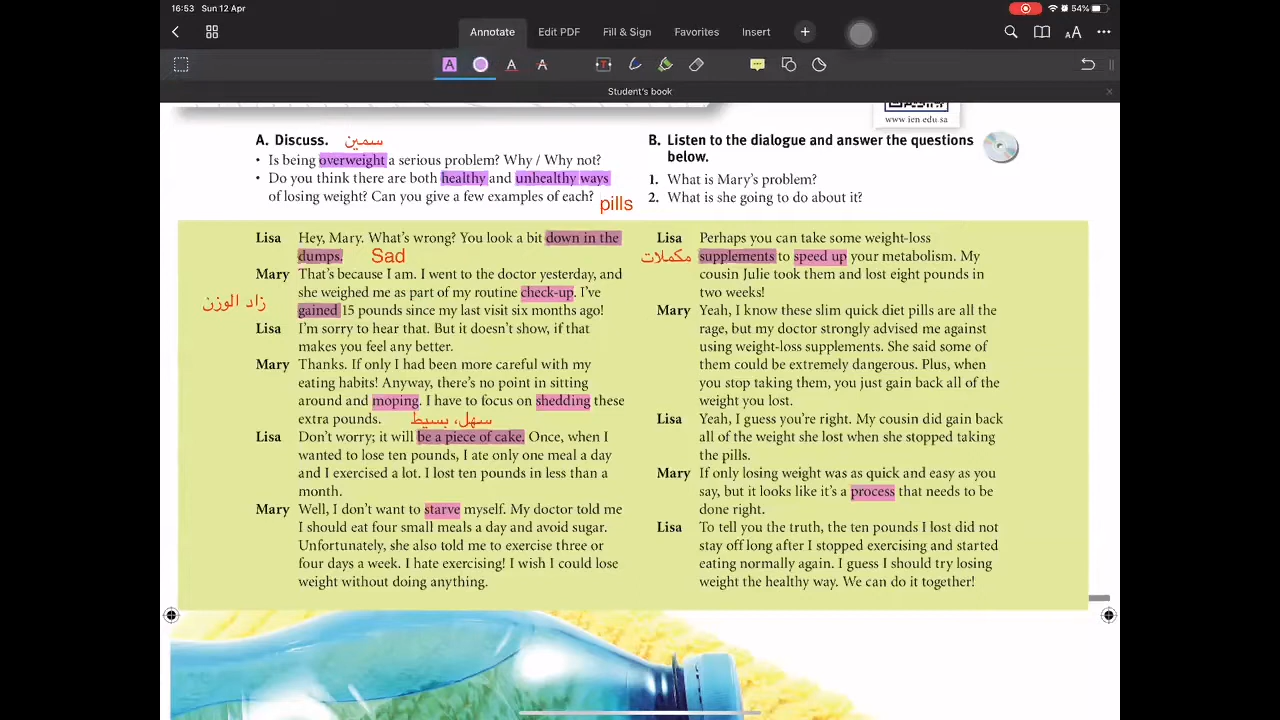 16:53 Sun 12 Apr
54%
Annotate Edit PDF Fill & Sign Favorites Insert
Student's book
www.ien.edu.sa
A. Discuss. سمين
• Is being overweight a serious problem? Why / Why not?
• Do you think there are both healthy and unhealthy ways
of losing weight? Can you give a few examples of each?
pills
B. Listen to the dialogue and answer the questions
below.
1. What is Mary's problem?
2. What is she going to do about it?
Lisa Hey, Mary. What's wrong? You look a bit down in the
dumps. Sad
Mary That's because I am. I went to the doctor yesterday, and
she weighed me as part of my routine check-up. I've
زاد الوزن
gained 15 pounds since my last visit six months ago!
Lisa I'm sorry to hear that. But it doesn't show, if that
makes you feel any better.
Mary Thanks. If only I had been more careful with my
eating habits! Anyway, there's no point in sitting
around and moping. I have to focus on shedding these
extra pounds. سهل، بسيط
Lisa Don't worry; it will be a piece of cake. Once, when I
wanted to lose ten pounds, I ate only one meal a day
and I exercised a lot. I lost ten pounds in less than a
month.
Mary Well, I don't want to starve myself. My doctor told me
I should eat four small meals a day and avoid sugar.
Unfortunately, she also told me to exercise three or
four days a week. I hate exercising! I wish I could lose
weight without doing anything.
Lisa Perhaps you can take some weight-loss
مكملات supplements to speed up your metabolism. My
cousin Julie took them and lost eight pounds in
two weeks!
Mary Yeah, I know these slim quick diet pills are all the
rage, but my doctor strongly advised me against
using weight-loss supplements. She said some of
them could be extremely dangerous. Plus, when
you stop taking them, you just gain back all of the
weight you lost.
Lisa Yeah, I guess you're right. My cousin did gain back
all of the weight she lost when she stopped taking
the pills.
Mary If only losing weight was as quick and easy as you
say, but it looks like it's a process that needs to be
done right.
Lisa To tell you the truth, the ten pounds I lost did not
stay off long after I stopped exercising and started
eating normally again. I guess I should try losing
weight the healthy way. We can do it together!